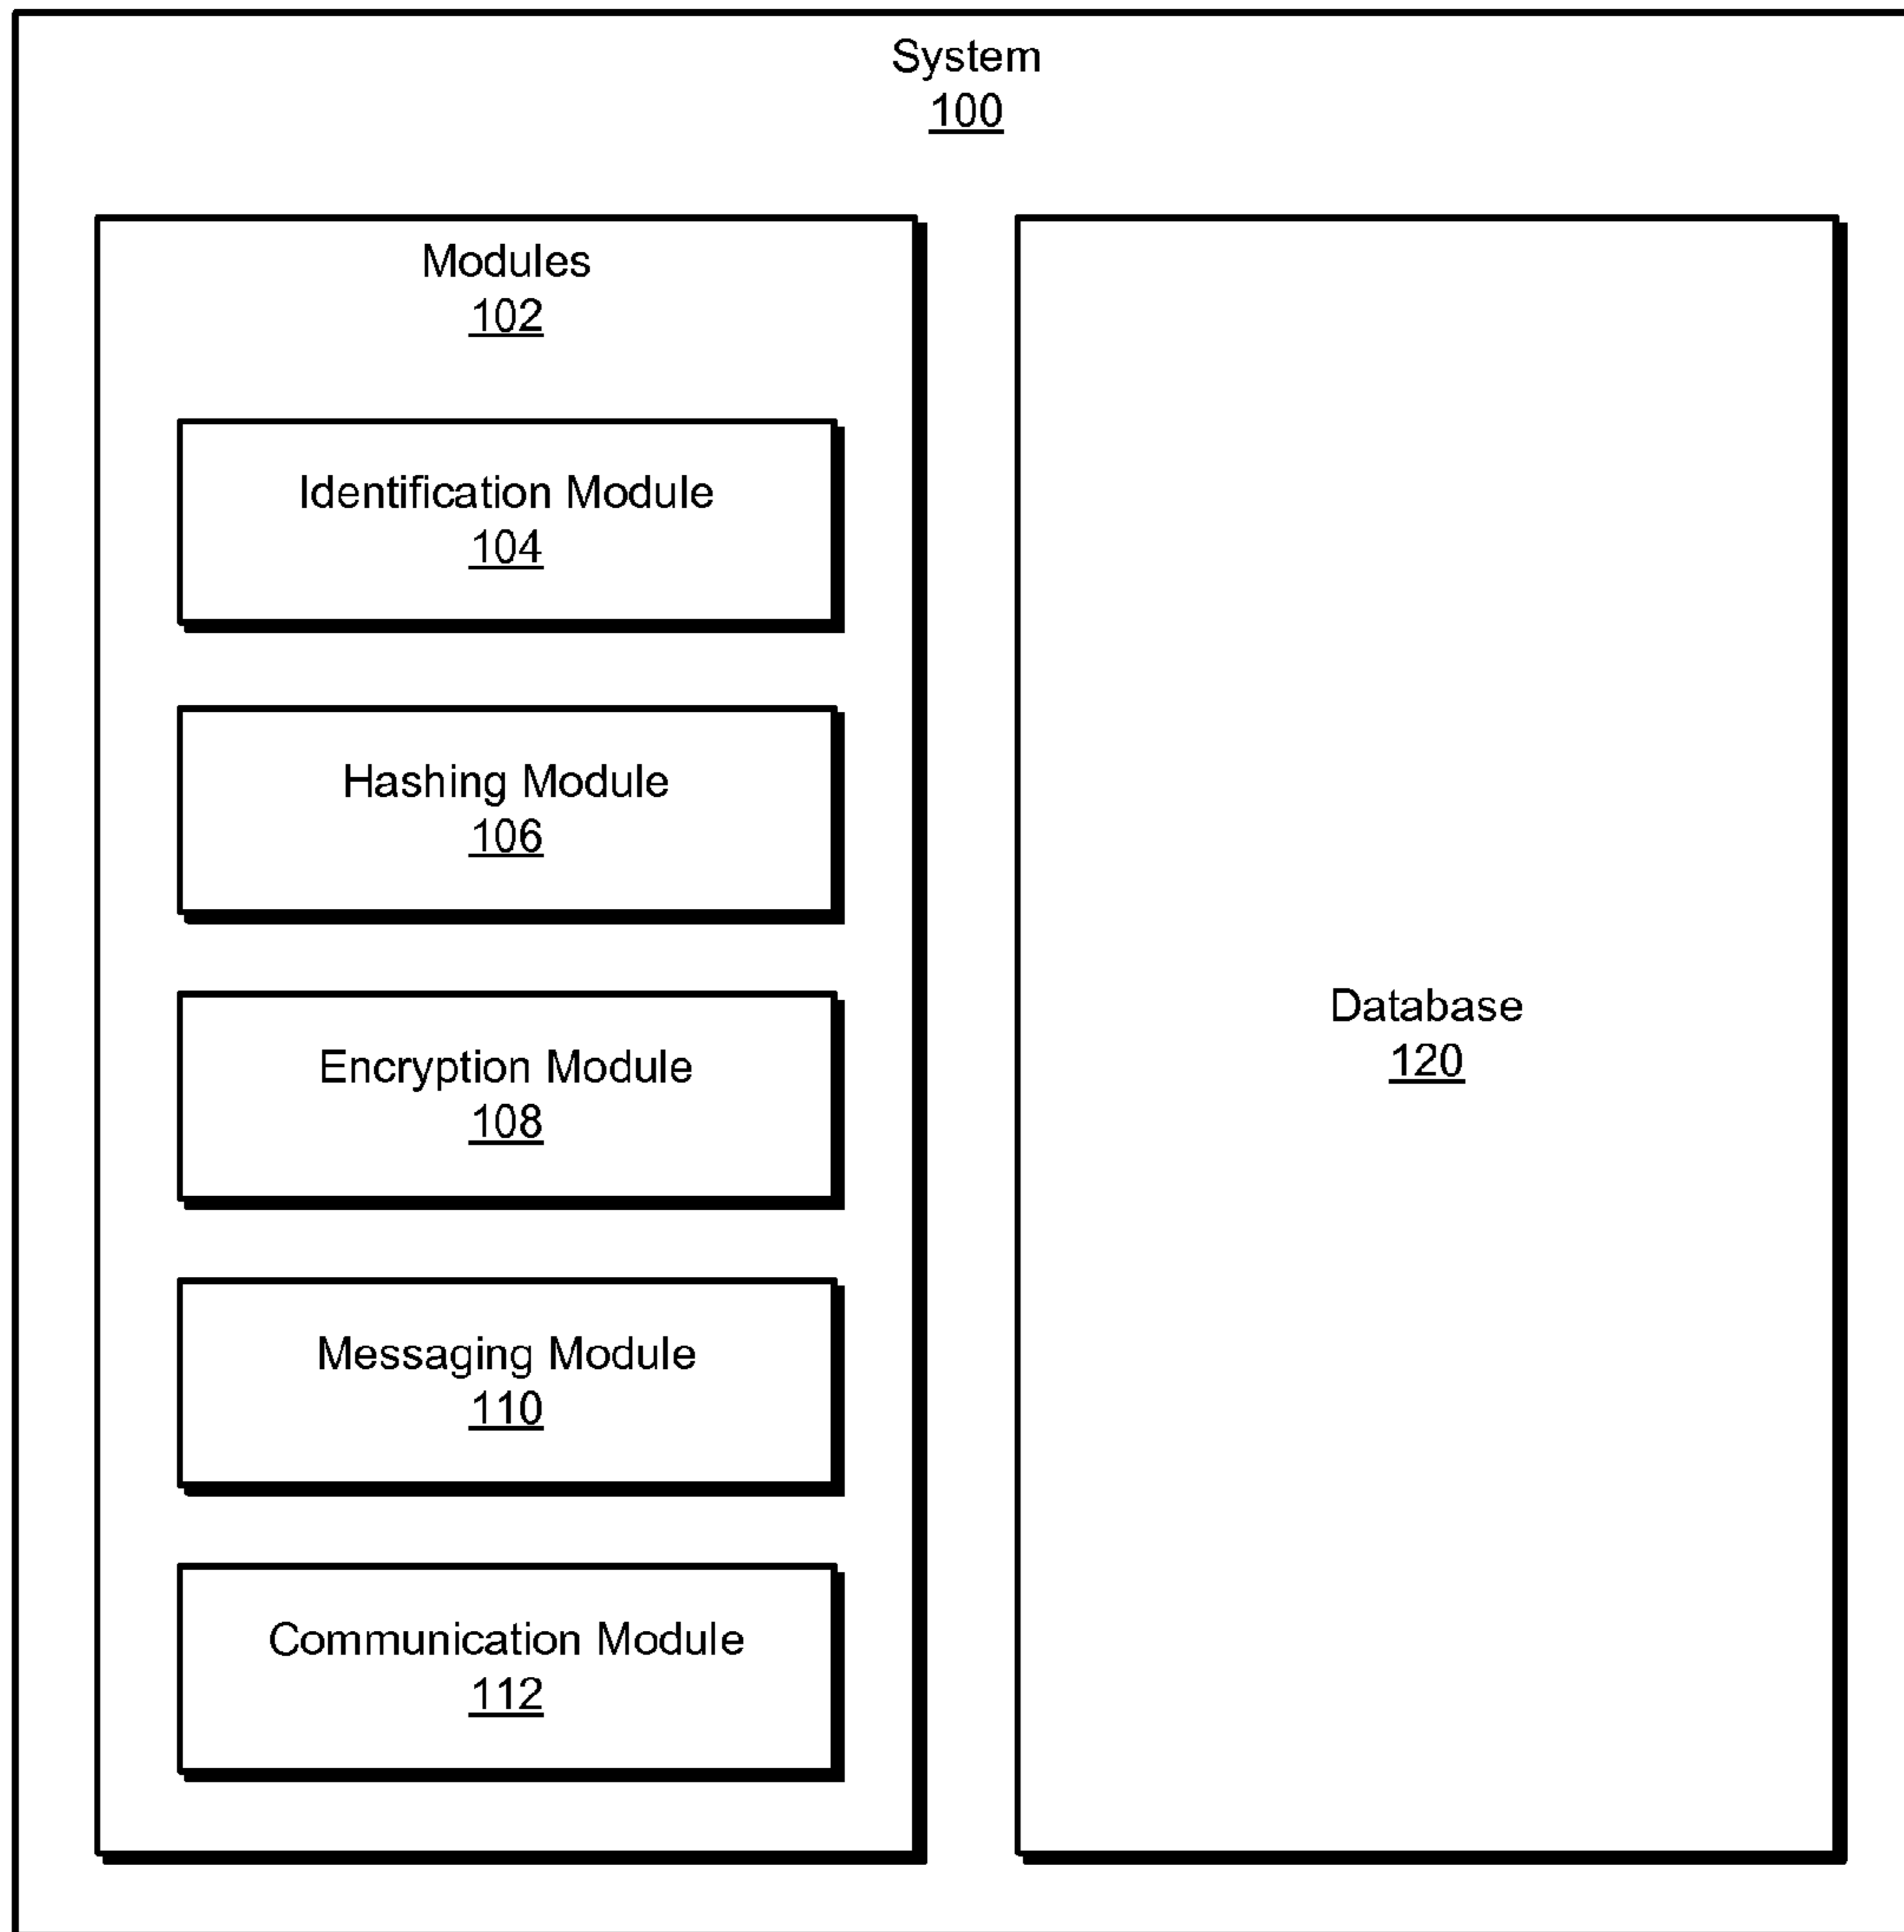 System
100
Modules
102
Identification Module
104
Hashing Module
106
Encryption Module
108
Messaging Module
110
Communication Module
112
Database
120